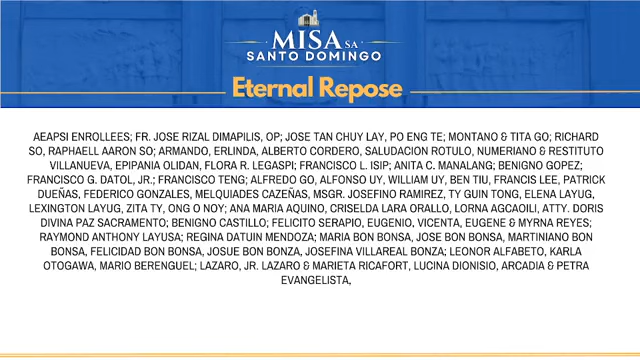 MISA SA
SANTO DOMINGO
Eternal Repose
AEAPSI ENROLLEES; FR. JOSE RIZAL DIMAPILIS, OP; JOSE TAN CHUY LAY, PO ENG TE; MONTANO & TITA GO; RICHARD
SO, RAPHAELL AARON SO; ARMANDO, ERLINDA, ALBERTO CORDERO, SALUDACION ROTULO, NUMERIANO & RESTITUTO
VILLANUEVA, EPIPANIA OLIDAN, FLORA R. LEGASPI; FRANCISCO L. ISIP; ANITA C. MANALANG; BENIGNO GOPEZ;
FRANCISCO G. DATOL, JR.; FRANCISCO TENG; ALFREDO GO, ALFONSO UY, WILLIAM UY, BEN TIU, FRANCIS LEE, PATRICK
DUEÑAS, FEDERICO GONZALES, MELQUIADES CAZEÑAS, MSGR. JOSEFINO RAMIREZ, TY GUIN TONG, ELENA LAYUG,
LEXINGTON LAYUG, ZITA TY, ONG O NOY; ANA MARIA AQUINO, CRISELDA LARA ORALLO, LORNA AGCAOILI, ATTY. DORIS
DIVINA PAZ SACRAMENTO; BENIGNO CASTILLO; FELICITO SERAPIO, EUGENIO, VICENTA, EUGENE & MYRNA REYES;
RAYMOND ANTHONY LAYUSA; REGINA DATUIN MENDOZA; MARIA BON BONSA, JOSE BON BONSA, MARTINIANO BON
BONSA, FELICIDAD BON BONSA, JOSUE BON BONZA, JOSEFINA VILLAREAL BONZA; LEONOR ALFABETO, KARLA
OTOGAWA, MARIO BERENGUEL; LAZARO, JR. LAZARO & MARIETA RICAFORT, LUCINA DIONISIO, ARCADIA & PETRA
EVANGELISTA,